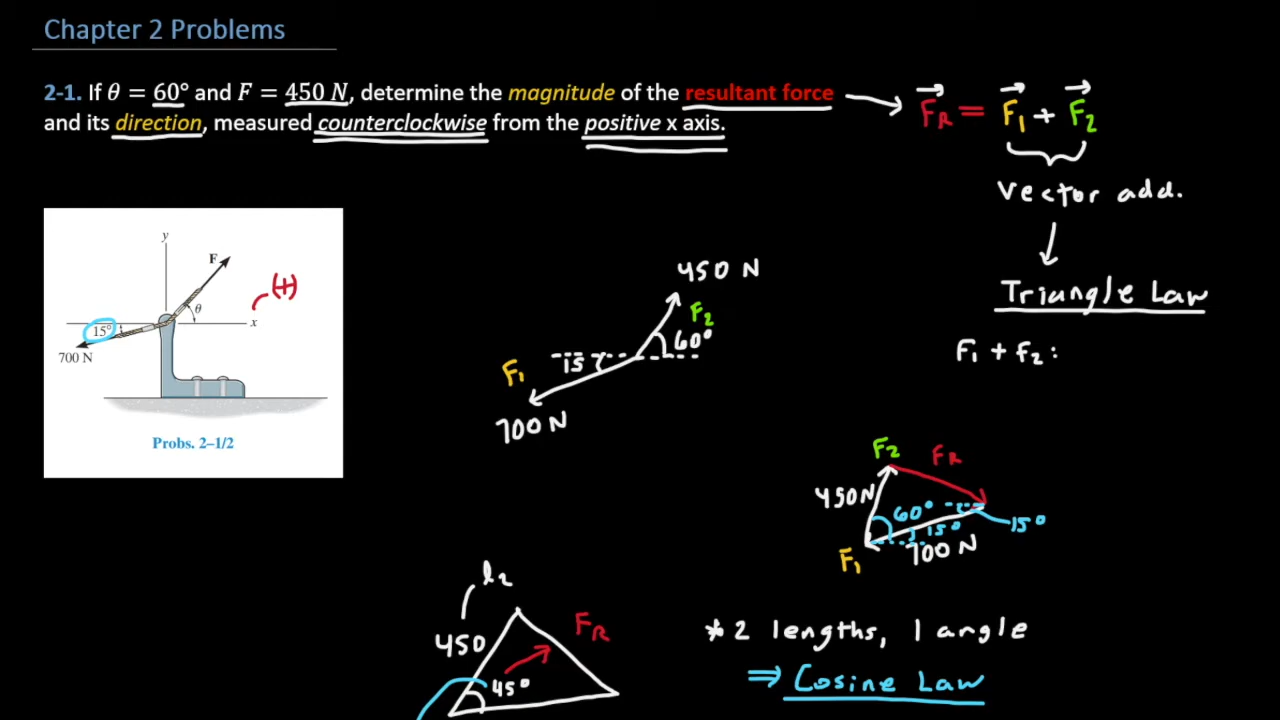 Chapter 2 Problems
2-1. If θ = 60° and F = 450 N, determine the magnitude of the resultant force
and its direction, measured counterclockwise from the positive x axis.
F_R = F_1 + F_2
Vector add.
Triangle Law
F_1 + F_2 :
y
F
(+)
θ
x
15°
700 N
Probs. 2–1/2
450 N
F_2
60°
15
F_1
700 N
F_2
F_R
450N
60°
15°
15°
700 N
F_1
l_2
450
F_R
45°
* 2 lengths, 1 angle
⇒ Cosine Law